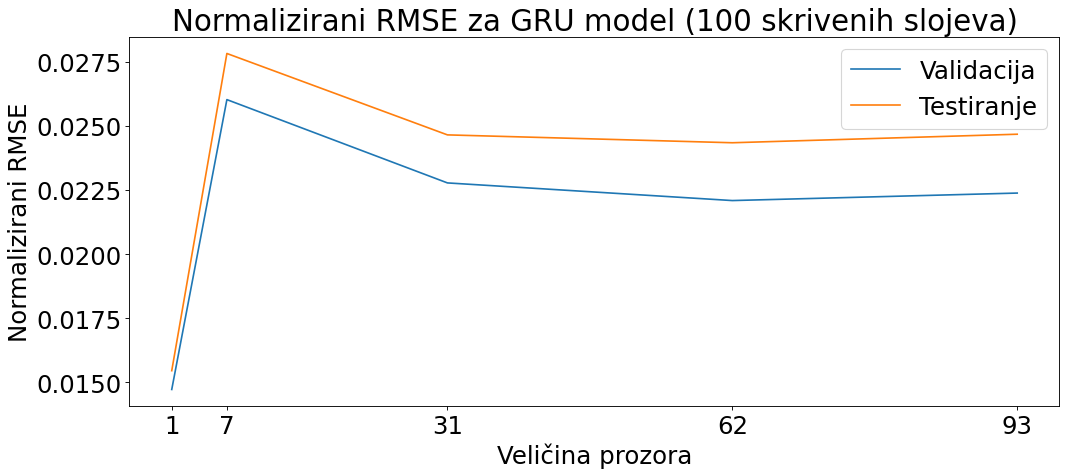 Normalizirani RMSE za GRU model (100 skrivenih slojeva)
Normalizirani RMSE
0.0275
0.0250
0.0225
0.0200
0.0175
0.0150
Validacija
Testiranje
1 7 31 62 93
Veličina prozora